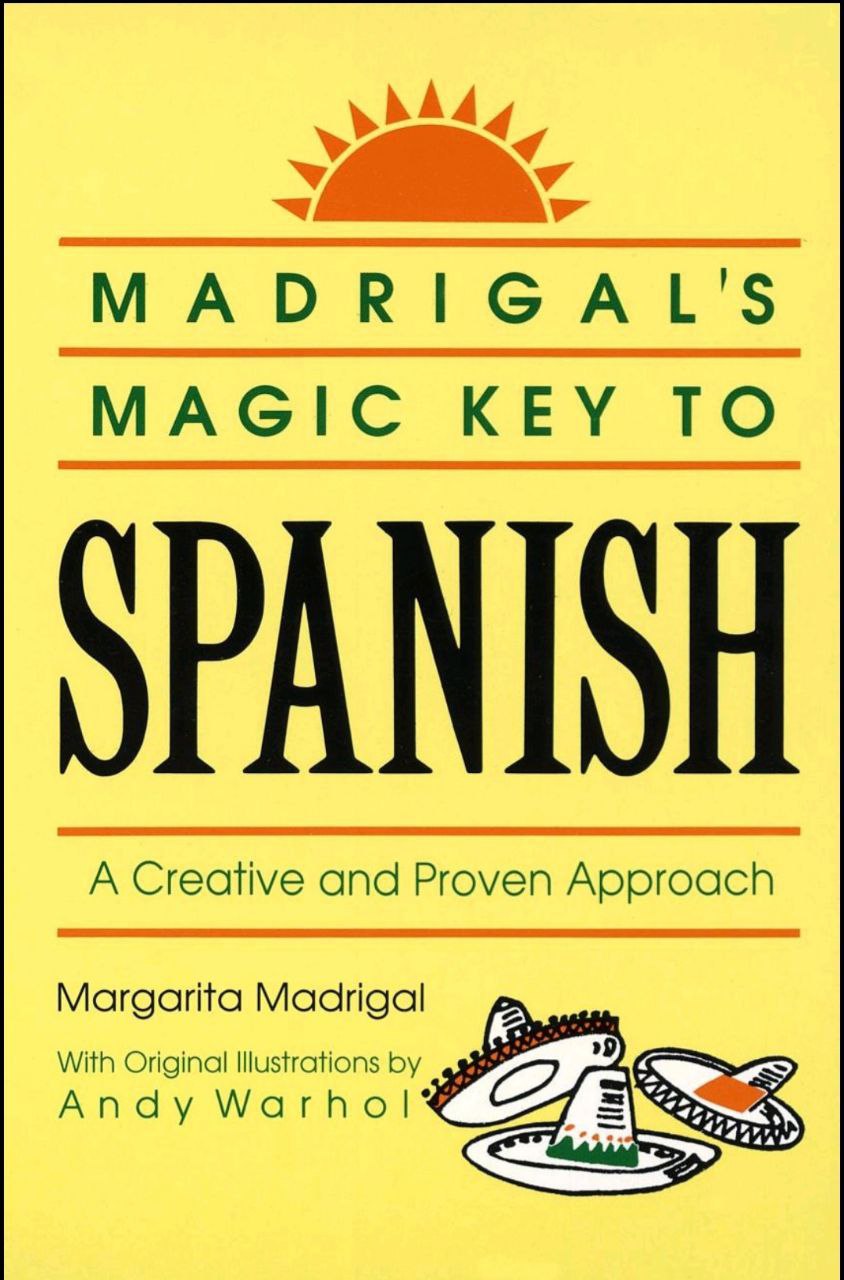 MADRIGAL'S
MAGIC KEY TO
SPANISH
A Creative and Proven Approach
Margarita Madrigal
With Original Illustrations by
Andy Warhol